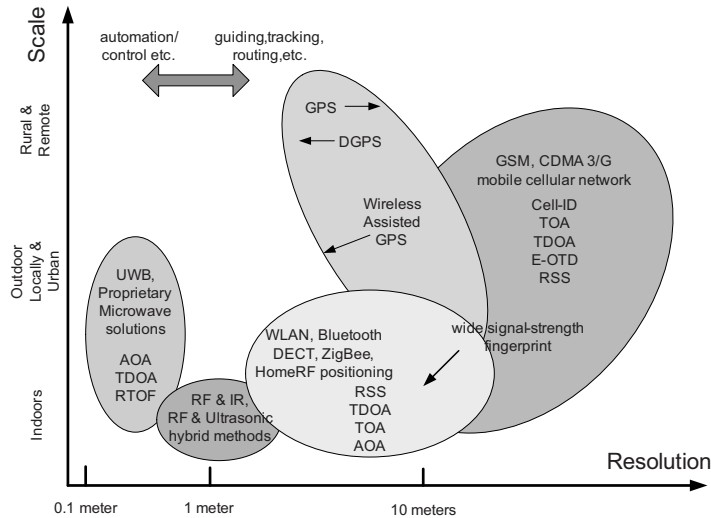 Scale
automation/
control etc.
guiding,tracking,
routing,etc.
Rural &
Remote
GPS
DGPS
Wireless
Assisted
GPS
GSM, CDMA 3/G
mobile cellular network
Cell-ID
TOA
TDOA
E-OTD
RSS
Outdoor
Locally &
Urban
UWB,
Proprietary
Microwave
solutions
AOA
TDOA
RTOF
WLAN, Bluetooth
DECT, ZigBee,
HomeRF positioning
RSS
TDOA
TOA
AOA
wide signal-strength
fingerprint
Indoors
RF & IR,
RF & Ultrasonic
hybrid methods
Resolution
0.1 meter
1 meter
10 meters